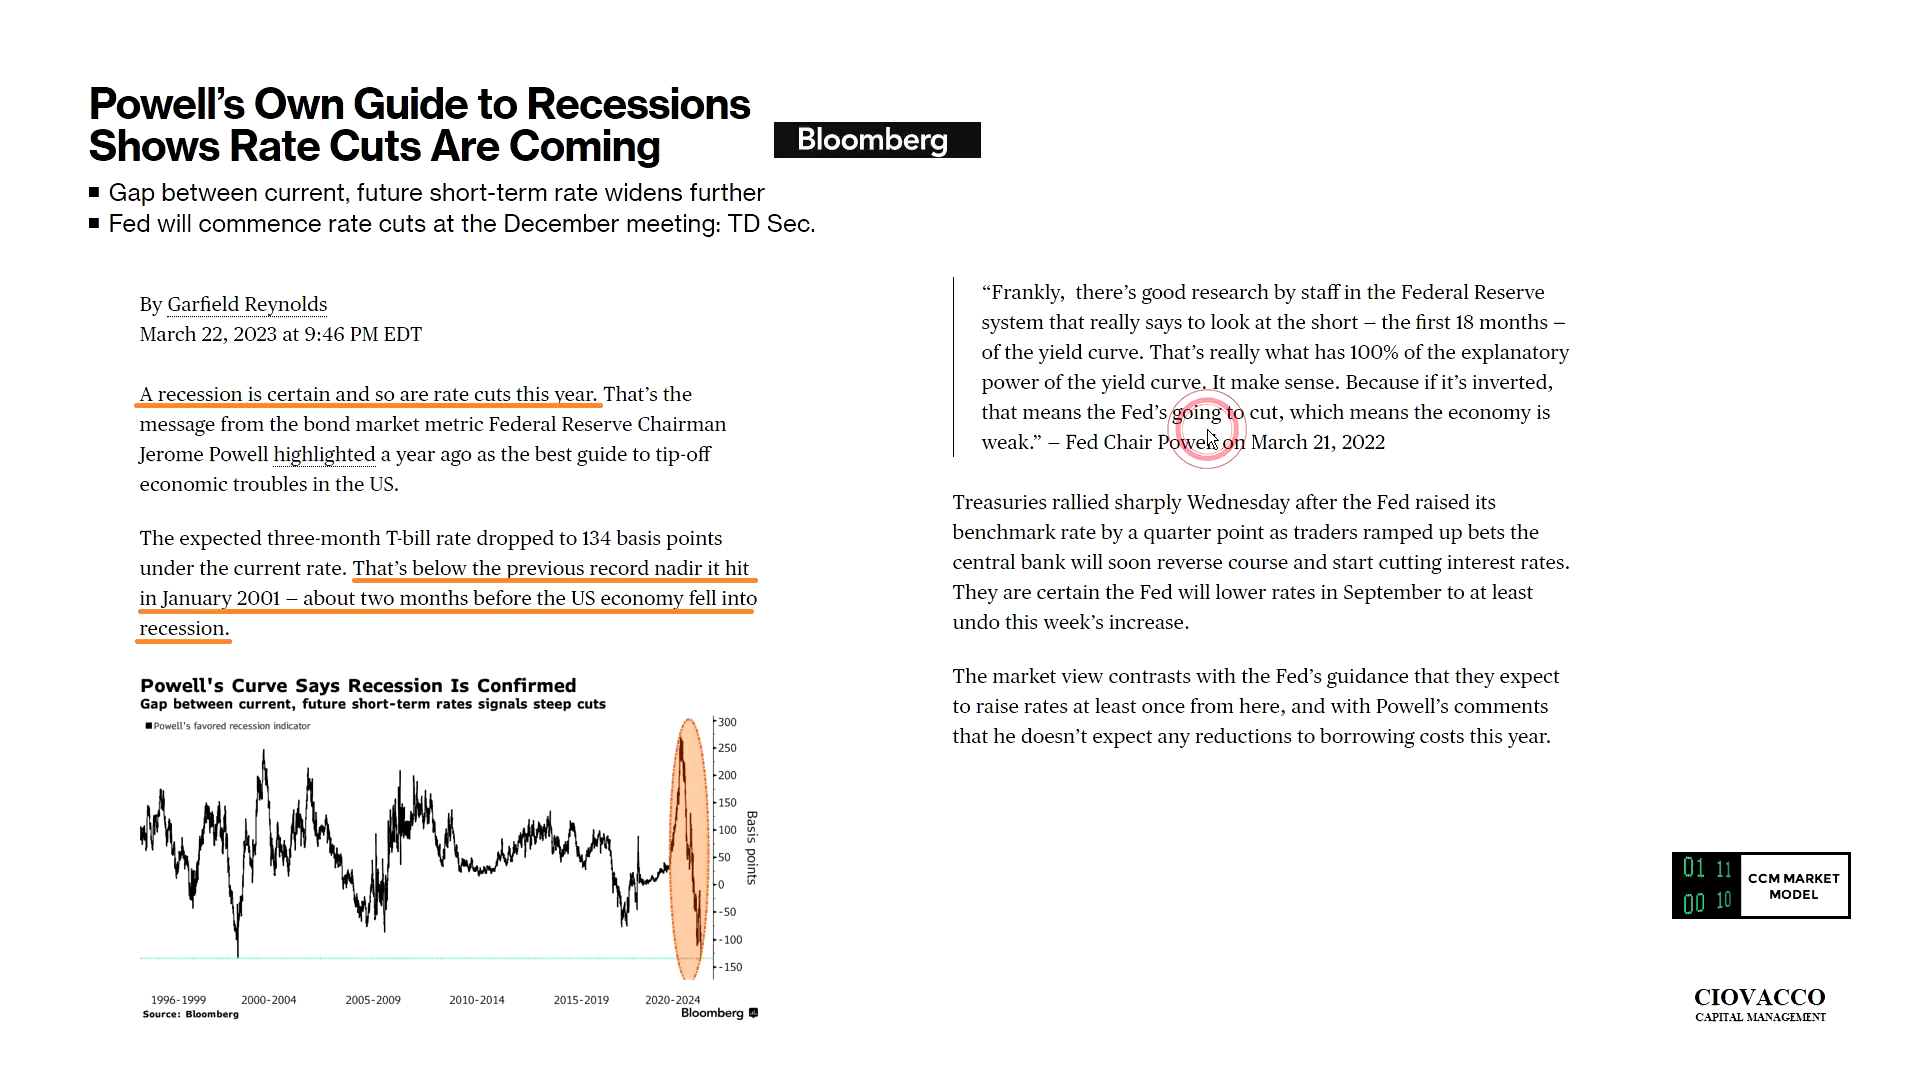 Powell’s Own Guide to Recessions
Shows Rate Cuts Are Coming
Bloomberg
■ Gap between current, future short-term rate widens further
■ Fed will commence rate cuts at the December meeting: TD Sec.
By Garfield Reynolds
March 22, 2023 at 9:46 PM EDT
A recession is certain and so are rate cuts this year. That’s the
message from the bond market metric Federal Reserve Chairman
Jerome Powell highlighted a year ago as the best guide to tip-off
economic troubles in the US.
The expected three-month T-bill rate dropped to 134 basis points
under the current rate. That’s below the previous record nadir it hit
in January 2001 – about two months before the US economy fell into
recession.
Powell's Curve Says Recession Is Confirmed
Gap between current, future short-term rates signals steep cuts
■Powell's favored recession indicator
300
250
200
150
100
50
0
-50
-100
-150
Basis points
1996-1999 2000-2004 2005-2009 2010-2014 2015-2019 2020-2024
Source: Bloomberg
Bloomberg
“Frankly,  there’s good research by staff in the Federal Reserve
system that really says to look at the short – the first 18 months –
of the yield curve. That’s really what has 100% of the explanatory
power of the yield curve. It make sense. Because if it’s inverted,
that means the Fed’s going to cut, which means the economy is
weak.” – Fed Chair Powell on March 21, 2022
Treasuries rallied sharply Wednesday after the Fed raised its
benchmark rate by a quarter point as traders ramped up bets the
central bank will soon reverse course and start cutting interest rates.
They are certain the Fed will lower rates in September to at least
undo this week’s increase.
The market view contrasts with the Fed’s guidance that they expect
to raise rates at least once from here, and with Powell’s comments
that he doesn’t expect any reductions to borrowing costs this year.
01 11
00 10
CCM MARKET
MODEL
CIOVACCO
CAPITAL MANAGEMENT